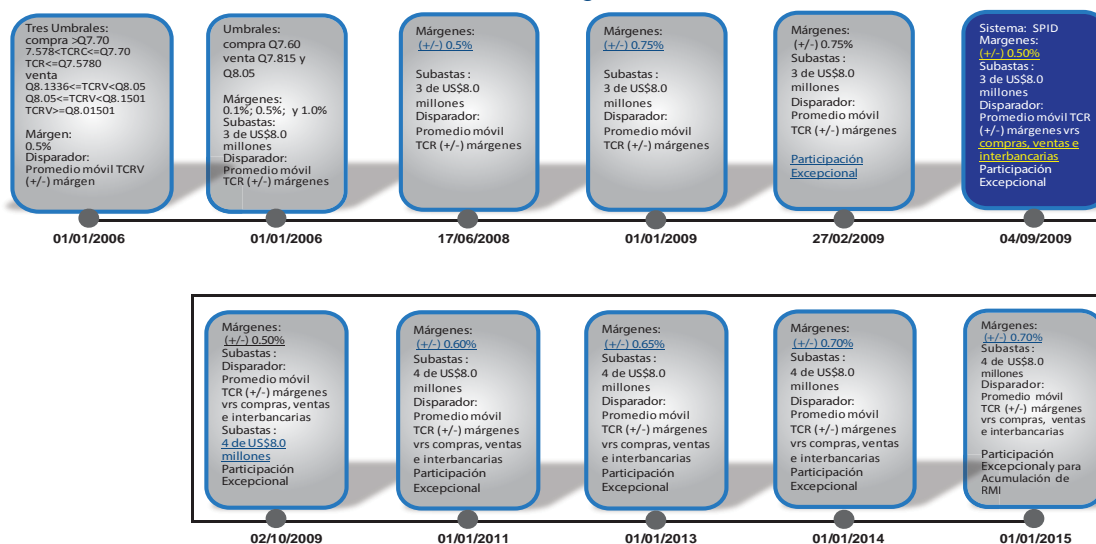 Tres Umbrales:
compra >Q7.70
7.578<TCRC<=Q7.70
TCR<=Q7.5780
venta
Q8.1336<=TCRV<Q8.05
Q8.05<=TCRV<Q8.1501
TCRV>=Q8.01501
Márgen:
0.5%
Disparador:
Promedio móvil TCRV
(+/-) márgen
01/01/2006
Umbrales:
compra Q7.60
venta Q7.815 y
Q8.05
Márgenes:
0.1%; 0.5%; y 1.0%
Subastas:
3 de US$8.0
millones
Disparador:
Promedio móvil
TCR (+/-) márgenes
01/01/2006
Márgenes:
(+/-) 0.5%
Subastas :
3 de US$8.0
millones
Disparador:
Promedio móvil
TCR (+/-) márgenes
17/06/2008
Márgenes:
(+/-) 0.75%
Subastas :
3 de US$8.0
millones
Disparador:
Promedio móvil
TCR (+/-) márgenes
01/01/2009
Márgenes:
(+/-) 0.75%
Subastas :
3 de US$8.0
millones
Disparador:
Promedio móvil
TCR (+/-) márgenes
Participación
Excepcional
27/02/2009
Sistema: SPID
Margenes:
(+/-) 0.50%
Subastas :
3 de US$8.0
millones
Disparador:
Promedio móvil TCR
(+/-) márgenes vrs
compras, ventas e
interbancarias
Participación
Excepcional
04/09/2009
Márgenes:
(+/-) 0.50%
Subastas :
Disparador:
Promedio móvil
TCR (+/-) márgenes
vrs compras, ventas
e interbancarias
Subastas :
4 de US$8.0
millones
Participación
Excepcional
02/10/2009
Márgenes:
(+/-) 0.60%
Subastas :
4 de US$8.0
millones
Disparador:
Promedio móvil
TCR (+/-) márgenes
vrs compras, ventas
e interbancarias
Participación
Excepcional
01/01/2011
Márgenes:
(+/-) 0.65%
Subastas :
4 de US$8.0
millones
Disparador:
Promedio móvil
TCR (+/-) márgenes
vrs compras, ventas
e interbancarias
Participación
Excepcional
01/01/2013
Márgenes:
(+/-) 0.70%
Subastas :
4 de US$8.0
millones
Disparador:
Promedio móvil
TCR (+/-) márgenes
vrs compras, ventas
e interbancarias
Participación
Excepcional
01/01/2014
Márgenes:
(+/-) 0.70%
Subastas :
4 de US$8.0
millones
Disparador:
Promedio móvil
TCR (+/-) márgenes
vrs compras, ventas
e interbancarias
Participación
Excepcional y para
Acumulación de
RMI
01/01/2015